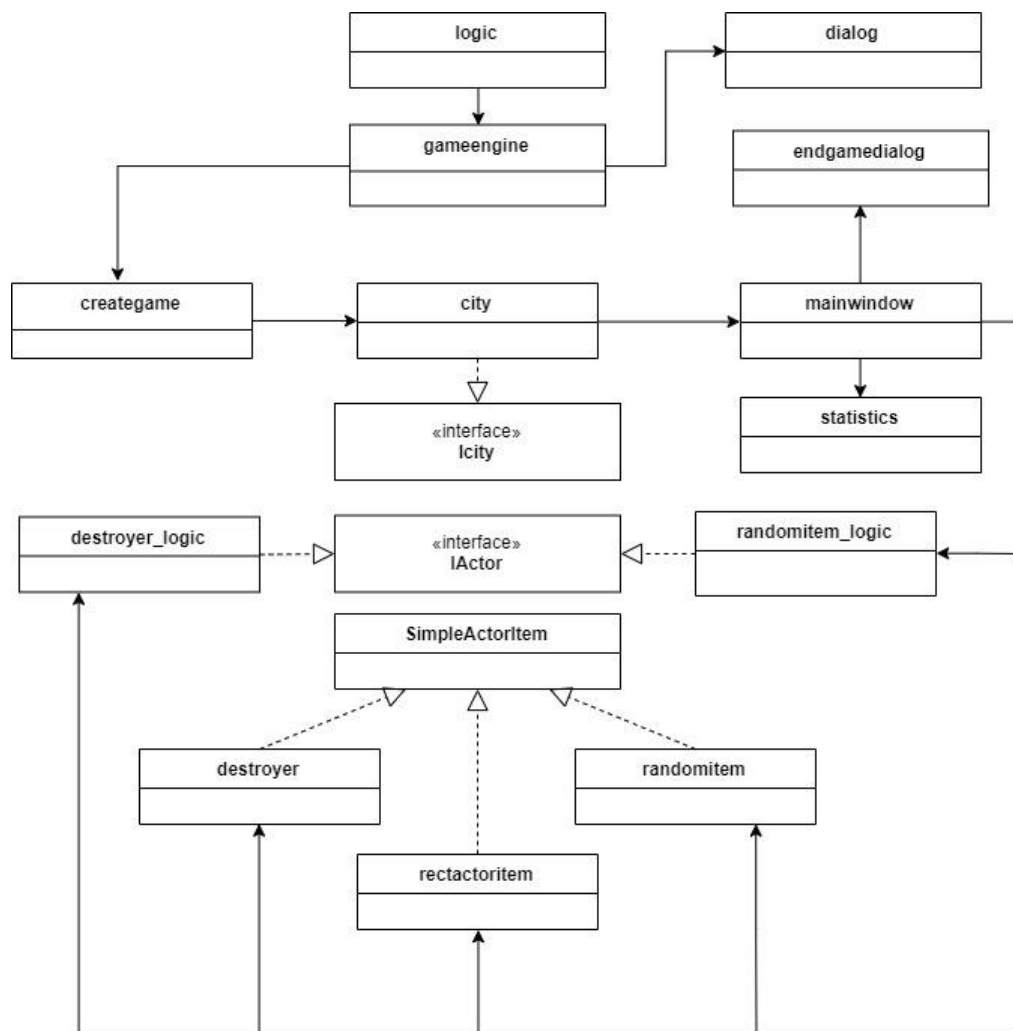 logic
dialog
gameengine
endgamedialog
creategame
city
mainwindow
«interface»
Icity
statistics
destroyer_logic
«interface»
IActor
randomitem_logic
SimpleActorItem
destroyer
randomitem
rectactoritem